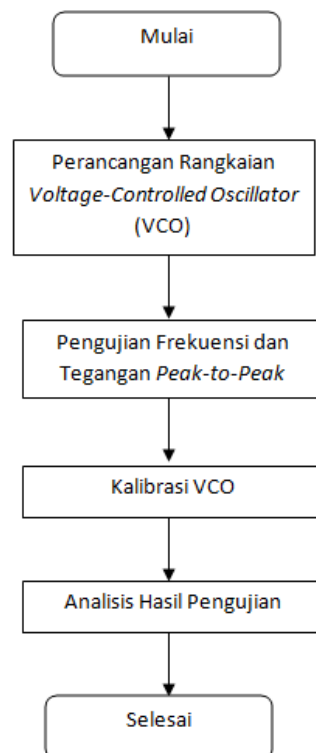 Mulai
Perancangan Rangkaian
Voltage-Controlled Oscillator
(VCO)
Pengujian Frekuensi dan
Tegangan Peak-to-Peak
Kalibrasi VCO
Analisis Hasil Pengujian
Selesai